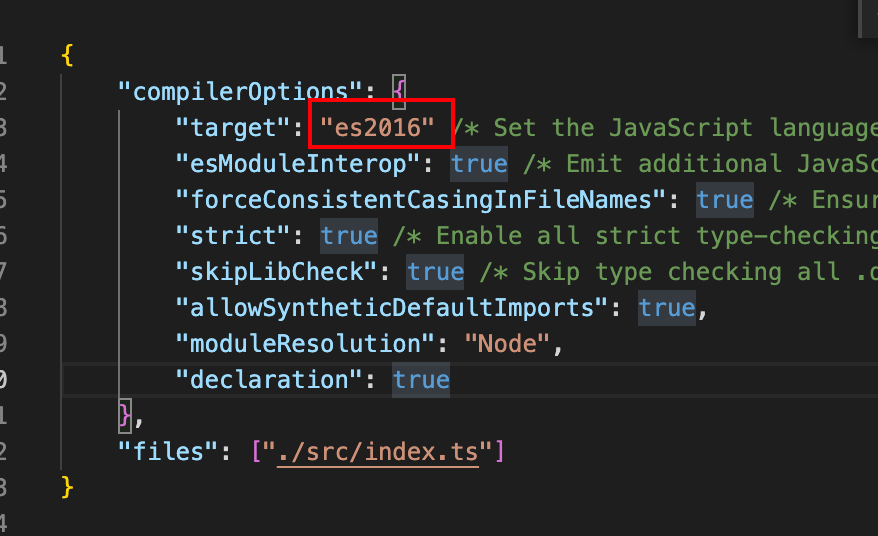 1 {
2 "compilerOptions": {
3 "target": "es2016" /* Set the JavaScript language
4 "esModuleInterop": true /* Emit additional JavaSc
5 "forceConsistentCasingInFileNames": true /* Ensur
6 "strict": true /* Enable all strict type-checking
7 "skipLibCheck": true /* Skip type checking all .d
8 "allowSyntheticDefaultImports": true,
9 "moduleResolution": "Node",
0 "declaration": true
1 },
2 "files": ["./src/index.ts"]
3 }
4